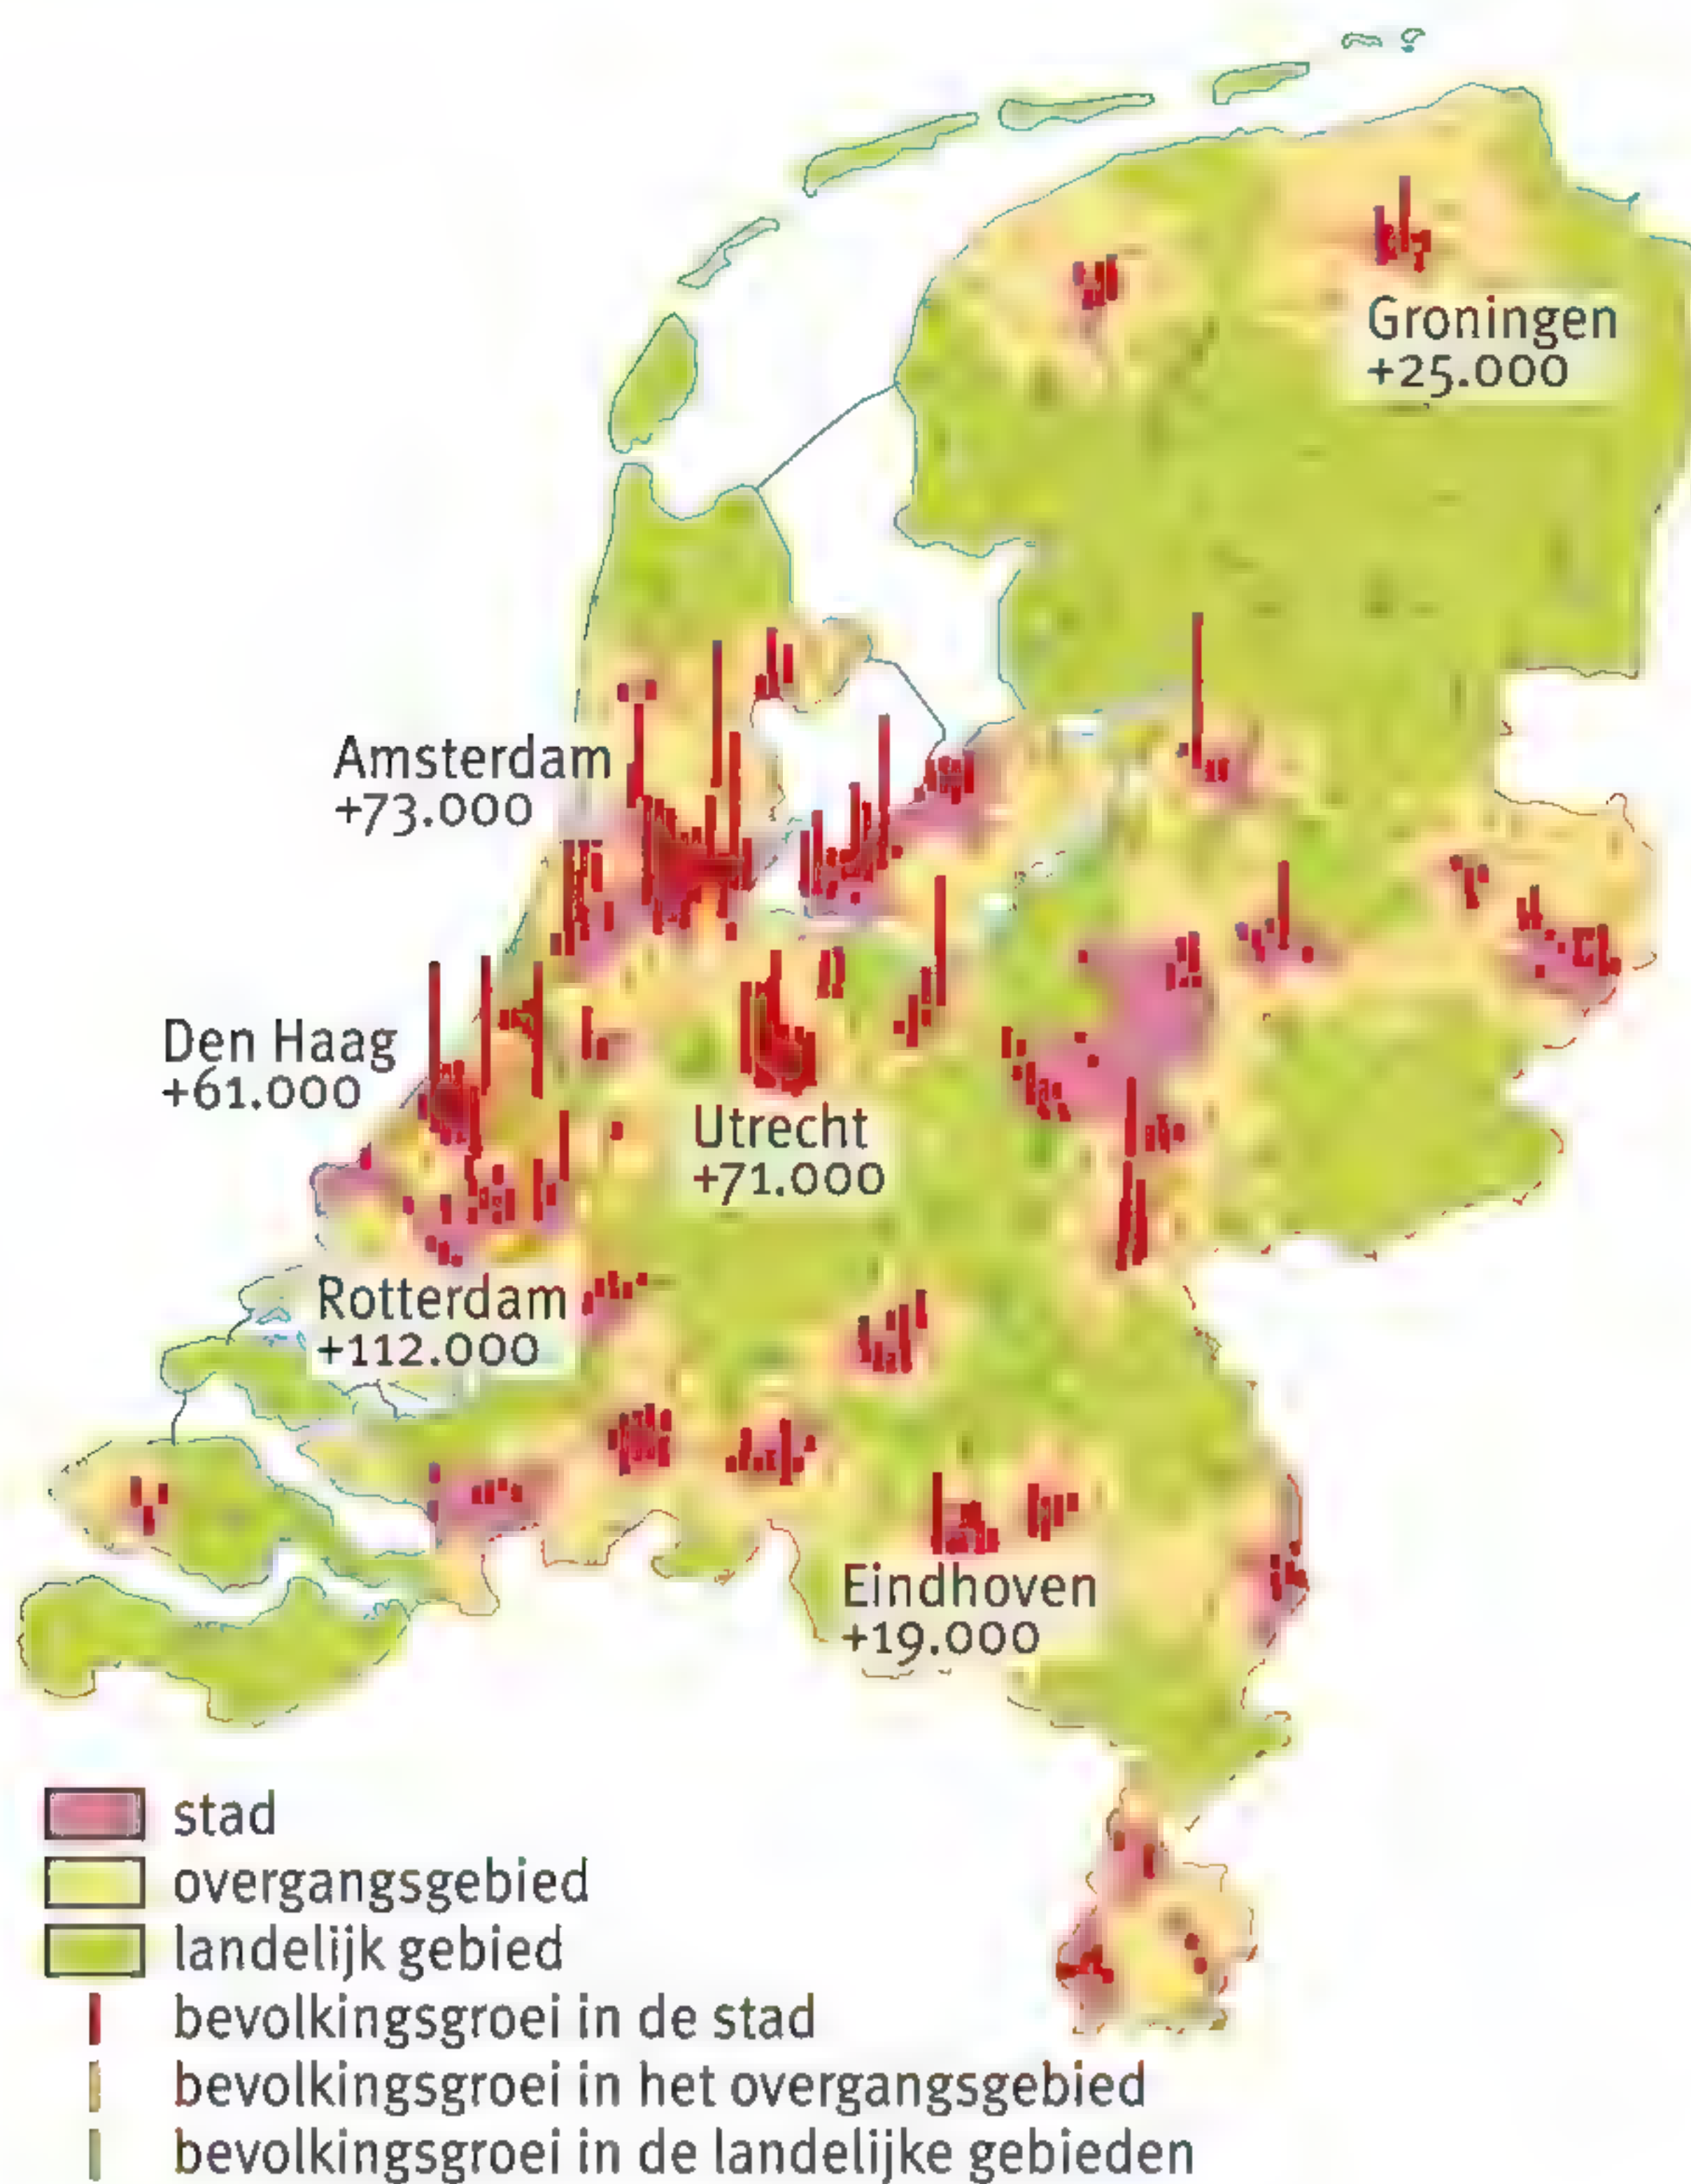 Groningen
+25.000
Amsterdam
+73.000
Den Haag
+61.000
Utrecht
+71.000
Rotterdam
+112.000
Eindhoven
+19.000
stad
overgangsgebied
landelijk gebied
bevolkingsgroei in de stad
bevolkingsgroei in het overgangsgebied
bevolkingsgroei in de landelijke gebieden